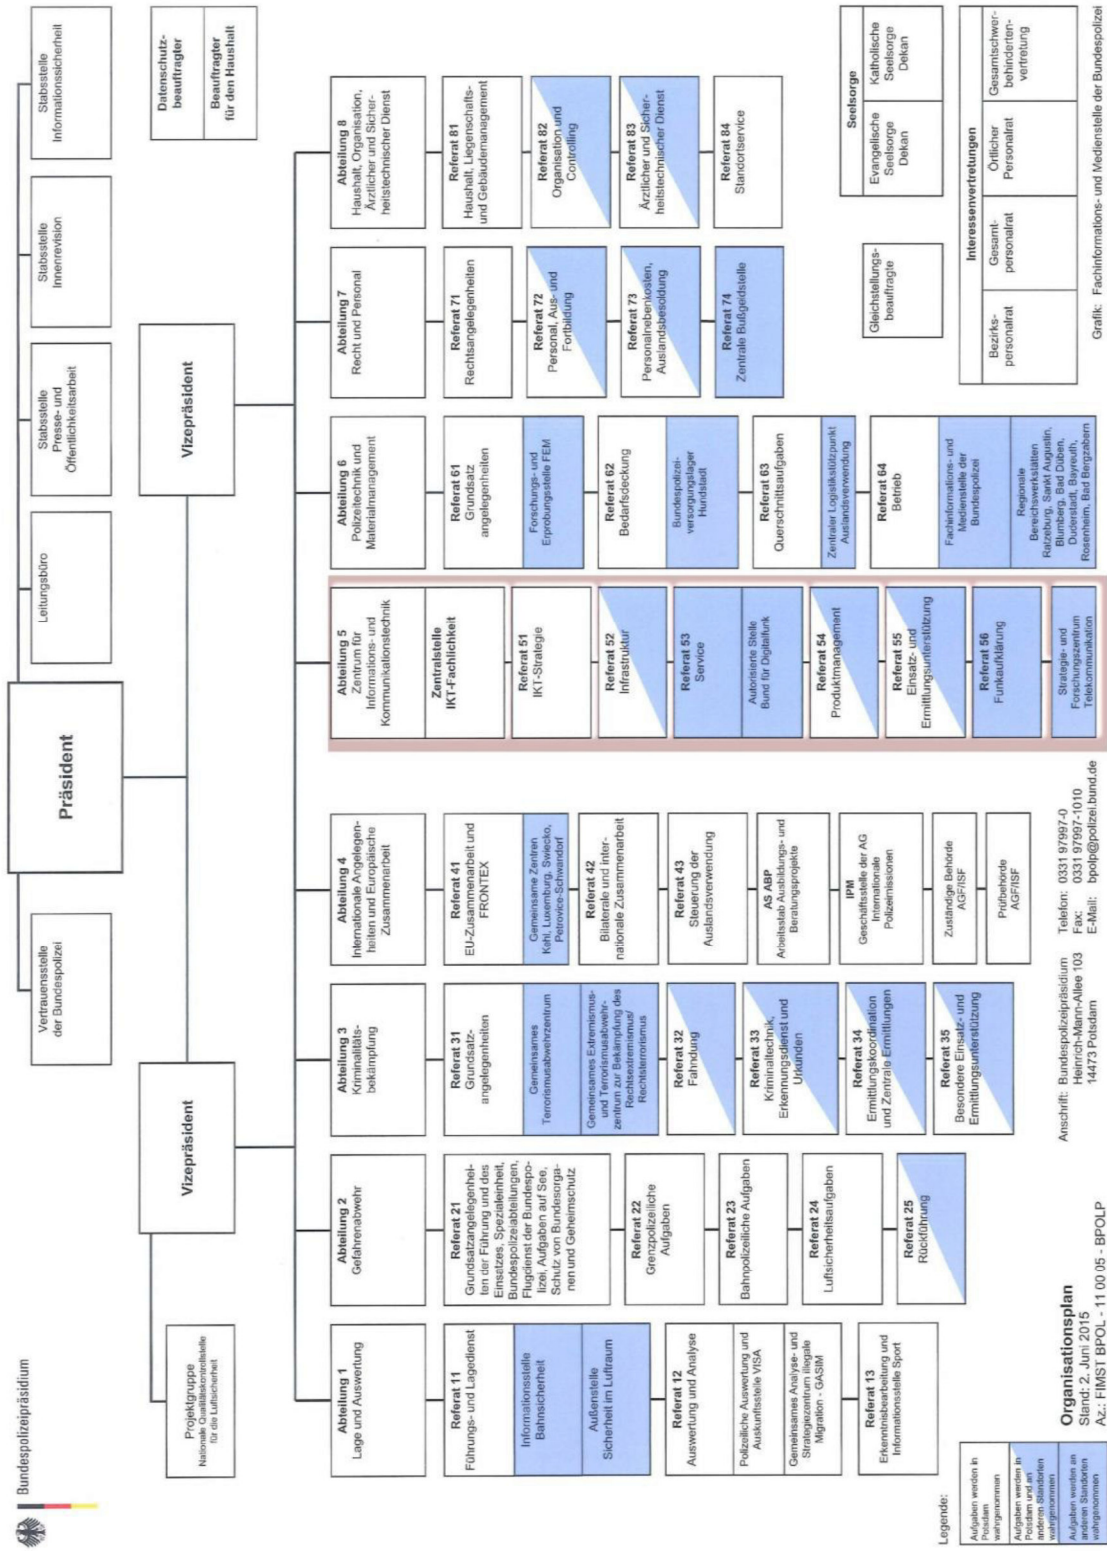 Bundespolizeipräsidium
Präsident
Vertrauensstelle
der Bundespolizei
Leitungsbüro
Stabsstelle
Presse- und
Öffentlichkeitsarbeit
Stabsstelle
Innenrevision
Stabsstelle
Informationssicherheit
Vizepräsident
Vizepräsident
Projektgruppe
Nationale Qualitätskontrollstelle
für die Luftsicherheit
Datenschutz-
beauftragter
Beauftragter
für den Haushalt
Abteilung 1
Lage und Auswertung
Referat 11
Führungs- und Lagedienst
Informationsstelle
Bahnsicherheit
Außenstelle
Sicherheit im Luftraum
Referat 12
Auswertung und Analyse
Polizeiliche Auswertung und
Auskunftsstelle VISA
Gemeinsames Analyse- und
Strategiezentrum illegale
Migration - GASIM
Referat 13
Erkenntnisbearbeitung und
Informationsstelle Sport
Abteilung 2
Gefahrenabwehr
Referat 21
Grundsatzangelegenhei-
ten der Führung und des
Einsatzes, Spezialeinheit,
Bundespolizeiabteilungen,
Flugdienst der Bundespo-
lizei, Aufgaben auf See,
Schutz von Bundesorga-
nen und Geheimschutz
Referat 22
Grenzpolizeiliche
Aufgaben
Referat 23
Bahnpolizeiliche Aufgaben
Referat 24
Luftsicherheitsaufgaben
Referat 25
Rückführung
Abteilung 3
Kriminalitäts-
bekämpfung
Referat 31
Grundsatz-
angelegenheiten
Gemeinsames
Terrorismusabwehrzentrum
Gemeinsames Extremismus-
und Terrorismusabwehr-
zentrum zur Bekämpfung des
Rechtsextremismus/
Rechtsterrorismus
Referat 32
Fahndung
Referat 33
Kriminaltechnik,
Erkennungsdienst und
Urkunden
Referat 34
Ermittlungskoordination
und Zentrale Ermittlungen
Referat 35
Besondere Einsatz- und
Ermittlungsunterstützung
Abteilung 4
Internationale Angelegen-
heiten und Europäische
Zusammenarbeit
Referat 41
EU-Zusammenarbeit und
FRONTEX
Gemeinsame Zentren
Kehl, Luxemburg, Swiecko,
Petrovice-Schwandorf
Referat 42
Bilaterale und inter-
nationale Zusammenarbeit
Referat 43
Steuerung der
Auslandsverwendung
AS ABP
Arbeitsstab Ausbildungs- und
Beratungsprojekte
IPM
Geschäftsstelle der AG
Internationale
Polizeimissionen
Zuständige Behörde
AGF/ISF
Prüfbehörde
AGF/ISF
Abteilung 5
Zentrum für
Informations- und
Kommunikationstechnik
Zentralstelle
IKT-Fachlichkeit
Referat 51
IKT-Strategie
Referat 52
Infrastruktur
Referat 53
Service
Autorisierte Stelle
Bund für Digitalfunk
Referat 54
Produktmanagement
Referat 55
Einsatz- und
Ermittlungsunterstützung
Referat 56
Funkaufklärung
Strategie- und
Forschungszentrum
Telekommunikation
Abteilung 6
Polizeitechnik und
Materialmanagement
Referat 61
Grundsatz
angelegenheiten
Forschungs- und
Erprobungsstelle FEM
Referat 62
Bedarfsdeckung
Bundespolizei-
versorgungslager
Hundstadt
Referat 63
Querschnittsaufgaben
Zentraler Logistikstützpunkt
Auslandsverwendung
Referat 64
Betrieb
Fachinformations- und
Medienstelle der
Bundespolizei
Regionale
Bereichswerkstätten
Ratzeburg, Sankt Augustin,
Blumberg, Bad Düben,
Duderstadt, Bayreuth,
Rosenheim, Bad Bergzabern
Abteilung 7
Recht und Personal
Referat 71
Rechtsangelegenheiten
Referat 72
Personal, Aus- und
Fortbildung
Referat 73
Personalnebenkosten,
Auslandsbesoldung
Referat 74
Zentrale Bußgeldstelle
Abteilung 8
Haushalt, Organisation,
Ärztlicher und Sicher-
heitstechnischer Dienst
Referat 81
Haushalt, Liegenschafts-
und Gebäudemanagement
Referat 82
Organisation und
Controlling
Referat 83
Ärztlicher und Sicher-
heitstechnischer Dienst
Referat 84
Standortservice
Gleichstellungs-
beauftragte
Seelsorge
Evangelische
Seelsorge
Dekan
Katholische
Seelsorge
Dekan
Interessenvertretungen
Bezirks-
personalrat
Gesamt-
personalrat
Örtlicher
Personalrat
Gesamtschwer-
behinderten-
vertretung
Legende:
Aufgaben werden in
Potsdam
wahrgenommen
Aufgaben werden in
Potsdam und an
anderen Standorten
wahrgenommen
Aufgaben werden an
anderen Standorten
wahrgenommen
Organisationsplan
Stand: 2. Juni 2015
Az.: FIMST BPOL - 11 00 05 - BPOLP
Anschrift: Bundespolizeipräsidium
Heinrich-Mann-Allee 103
14473 Potsdam
Telefon: 0331 97997-0
Fax: 0331 97997-1010
E-Mail: bpolp@polizei.bund.de
Grafik: Fachinformations- und Medienstelle der Bundespolizei